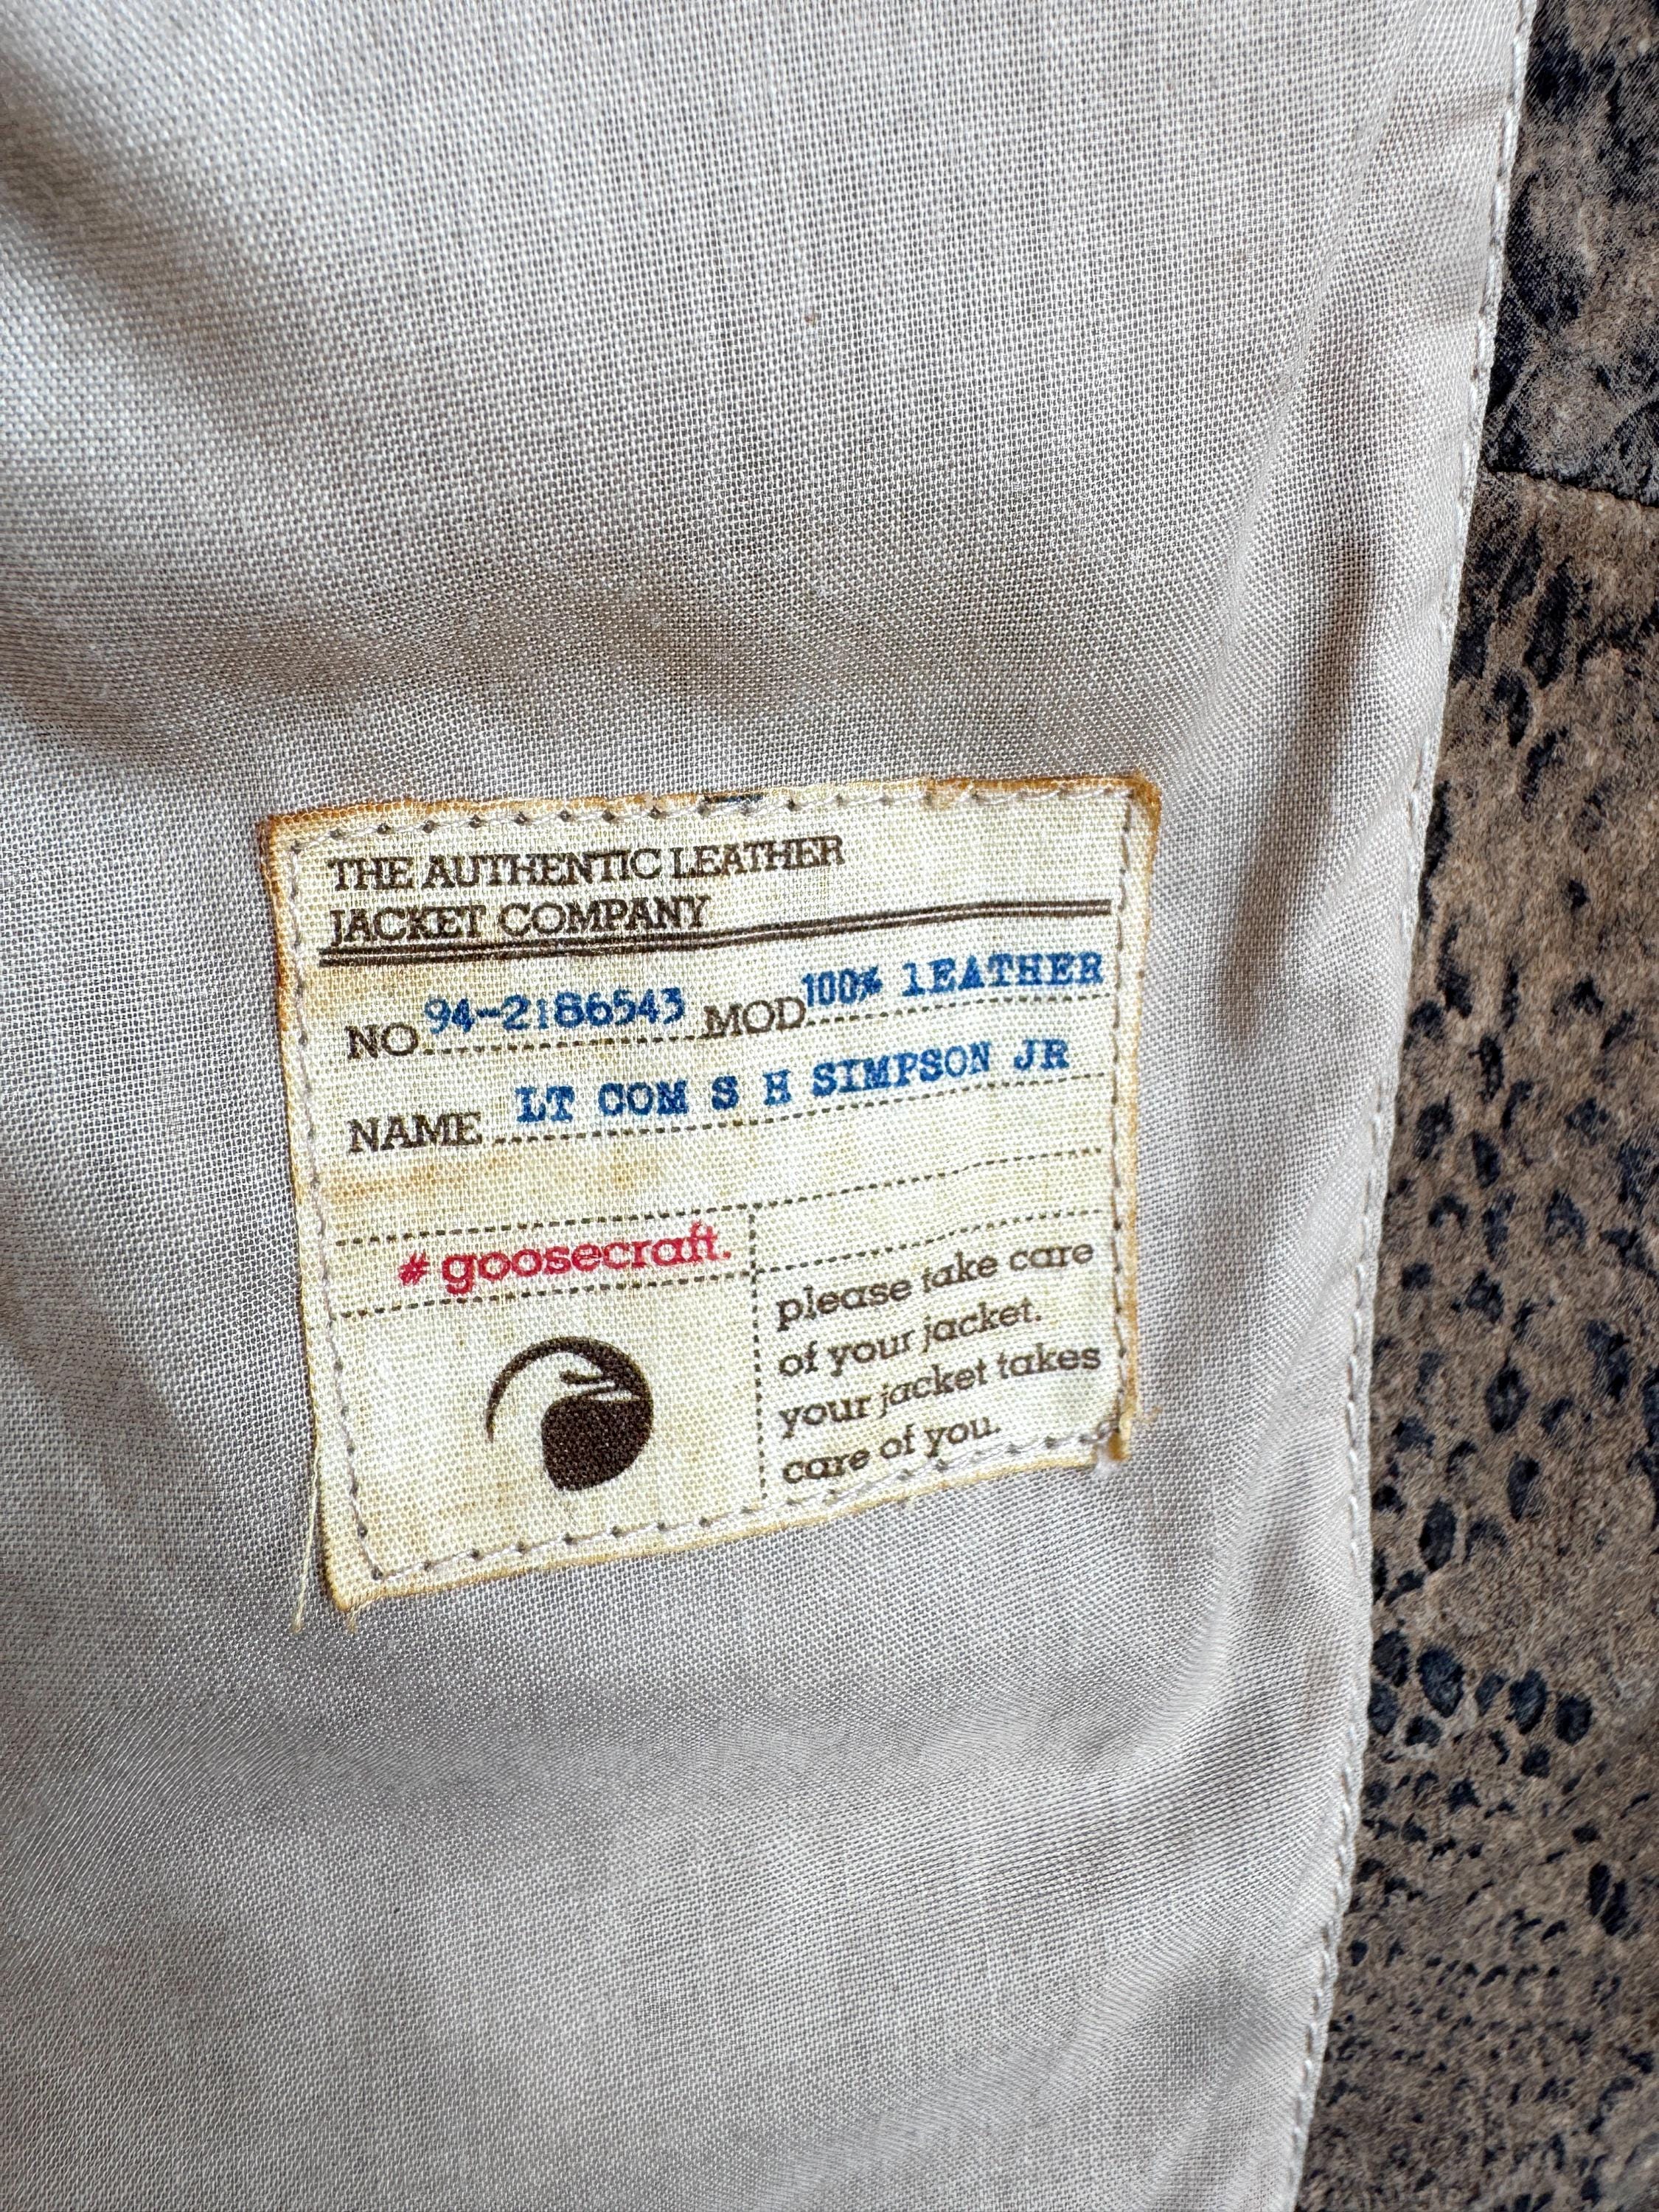 THE AUTHENTIC LEATHER
JACKET COMPANY
NO 94-2186543 MOD 100% lEATHER
NAME LT COM S H SIMPSON JR
# goosecraft.
please take care
of your jacket.
your jacket takes
care of you.